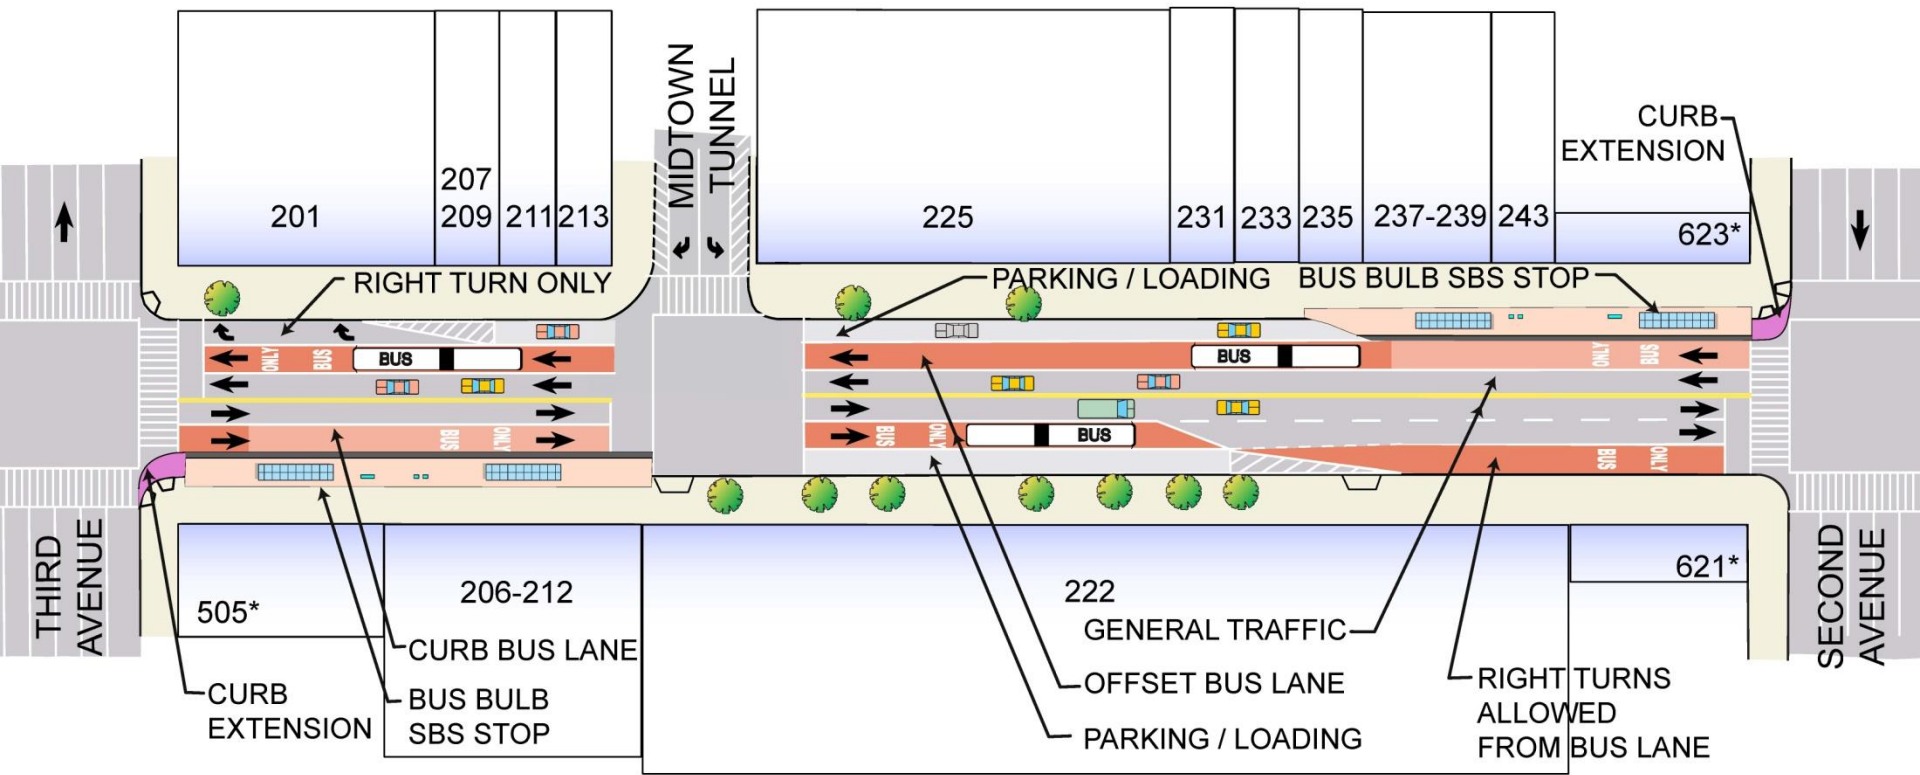 MIDTOWN
TUNNEL
CURB
EXTENSION
201
207
209
211
213
225
231
233
235
237-239
243
623*
RIGHT TURN ONLY
PARKING / LOADING
BUS BULB SBS STOP
ONLY
BUS
BUS
BUS
ONLY
BUS
BUS
ONLY
BUS
ONLY
BUS
BUS
ONLY
THIRD
AVENUE
SECOND
AVENUE
505*
206-212
222
621*
GENERAL TRAFFIC
CURB BUS LANE
OFFSET BUS LANE
RIGHT TURNS
ALLOWED
FROM BUS LANE
CURB
EXTENSION
BUS BULB
SBS STOP
PARKING / LOADING